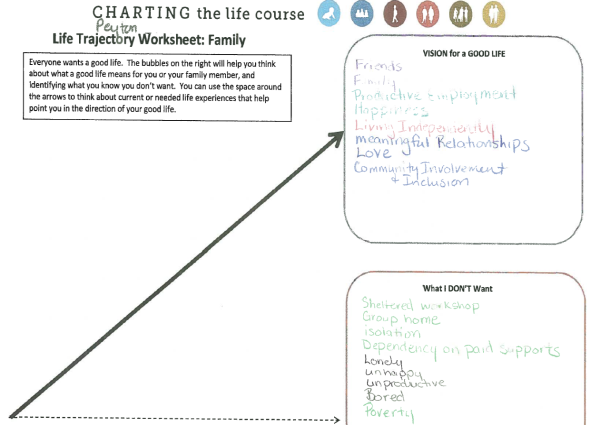 CHARTING the life course
Peyton
Life Trajectory Worksheet: Family
Everyone wants a good life. The bubbles on the right will help you think
about what a good life means for you or your family member, and
identifying what you know you don't want. You can use the space around
the arrows to think about current or needed life experiences that help
point you in the direction of your good life.
VISION for a GOOD LIFE
Friends
Family
Productive Employment
Happiness
Living Independently
meaningful Relationships
Love
Community Involvement
+ Inclusion
What I DON'T Want
Sheltered workshop
Group home
isolation
Dependency on paid supports
Lonely
unhappy
unproductive
Bored
Poverty